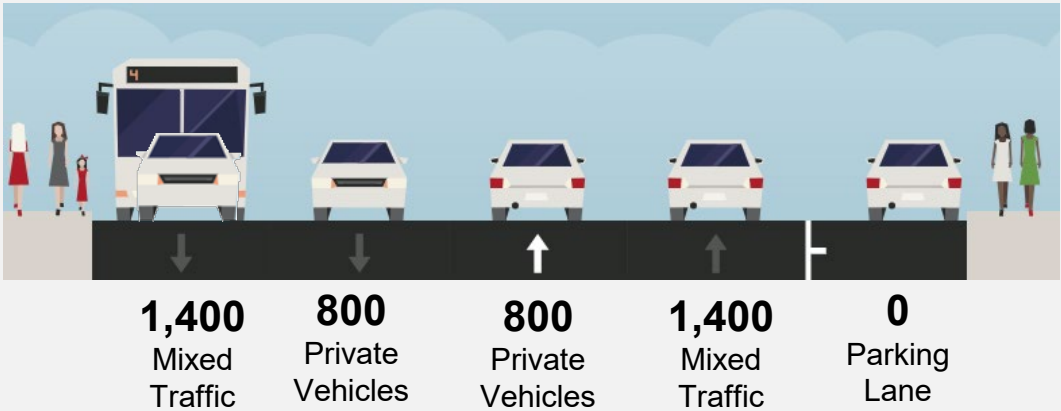 4
1,400
Mixed
Traffic
800
Private
Vehicles
800
Private
Vehicles
1,400
Mixed
Traffic
0
Parking
Lane